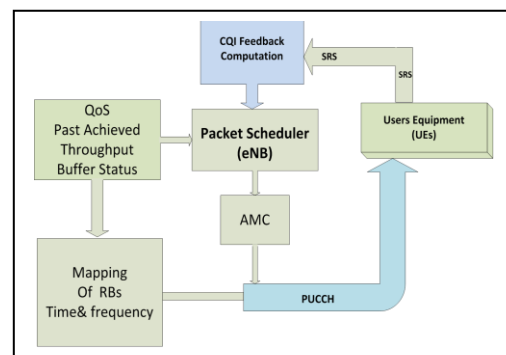 CQI Feedback
Computation
SRS
SRS
QoS
Past Achieved
Throughput
Buffer Status
Packet Scheduler
(eNB)
Users Equipment
(UEs)
AMC
Mapping
Of RBs
Time& frequency
PUCCH